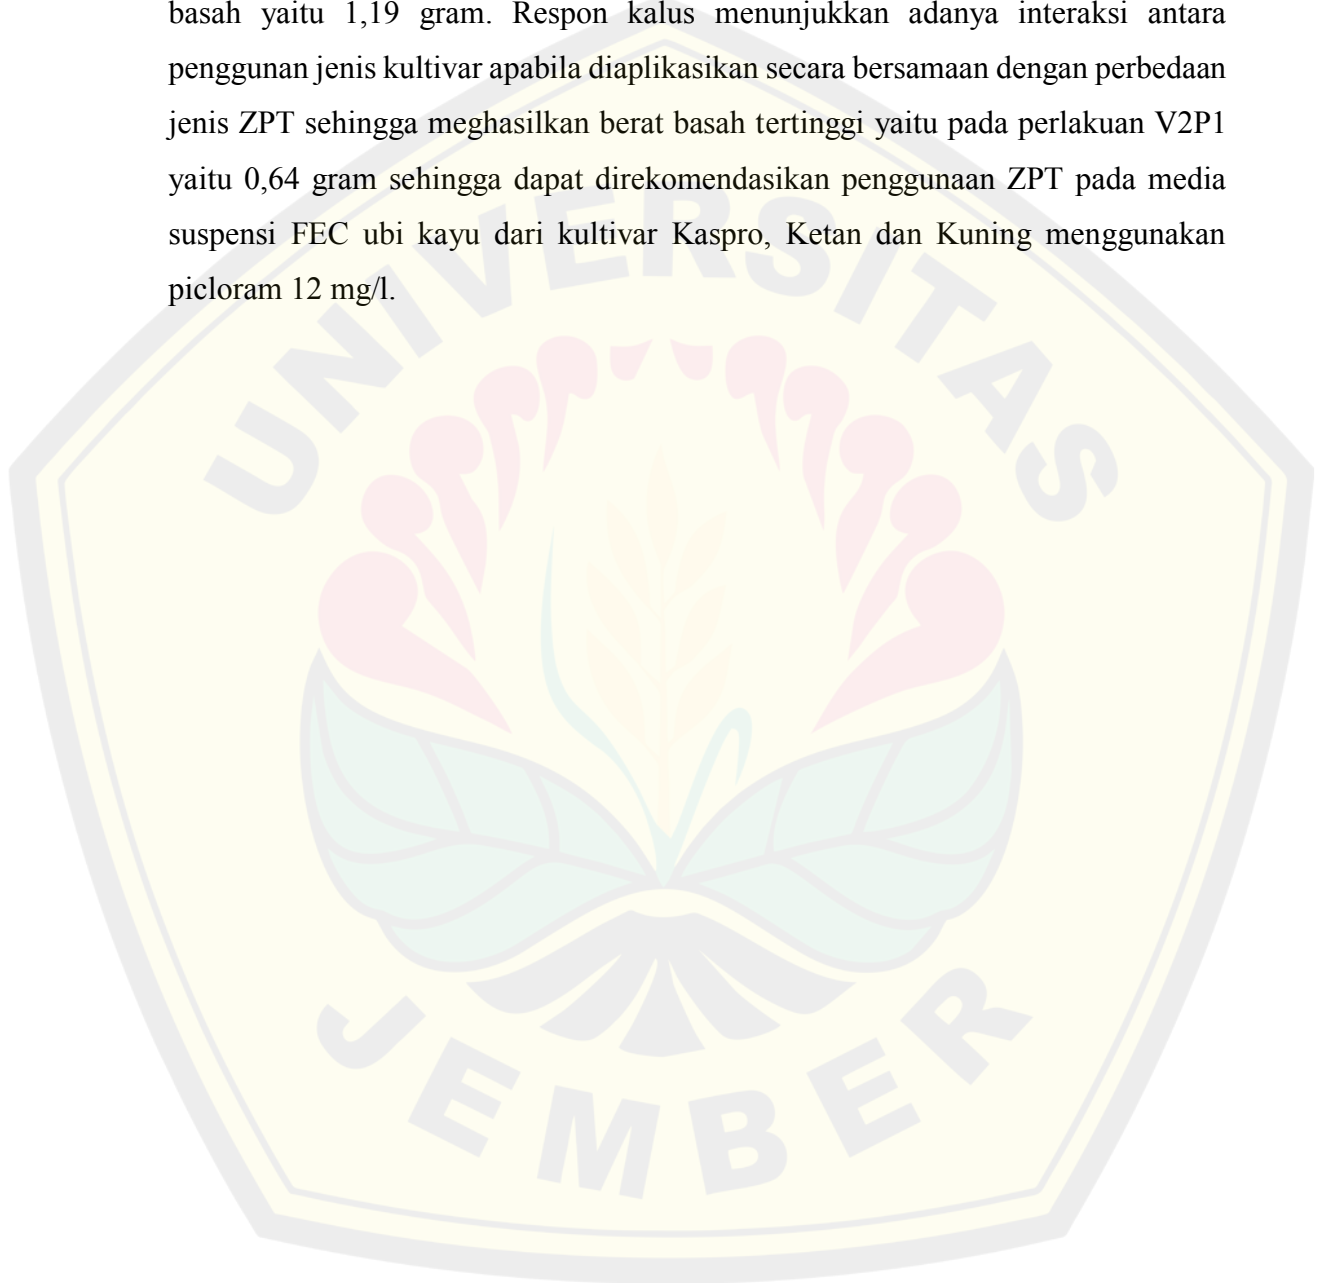 basah yaitu 1,19 gram. Respon kalus menunjukkan adanya interaksi antara
penggunan jenis kultivar apabila diaplikasikan secara bersamaan dengan perbedaan
jenis ZPT sehingga meghasilkan berat basah tertinggi yaitu pada perlakuan V2P1
yaitu 0,64 gram sehingga dapat direkomendasikan penggunaan ZPT pada media
suspensi FEC ubi kayu dari kultivar Kaspro, Ketan dan Kuning menggunakan
picloram 12 mg/l.
UNIVERSITAS
JEMBER